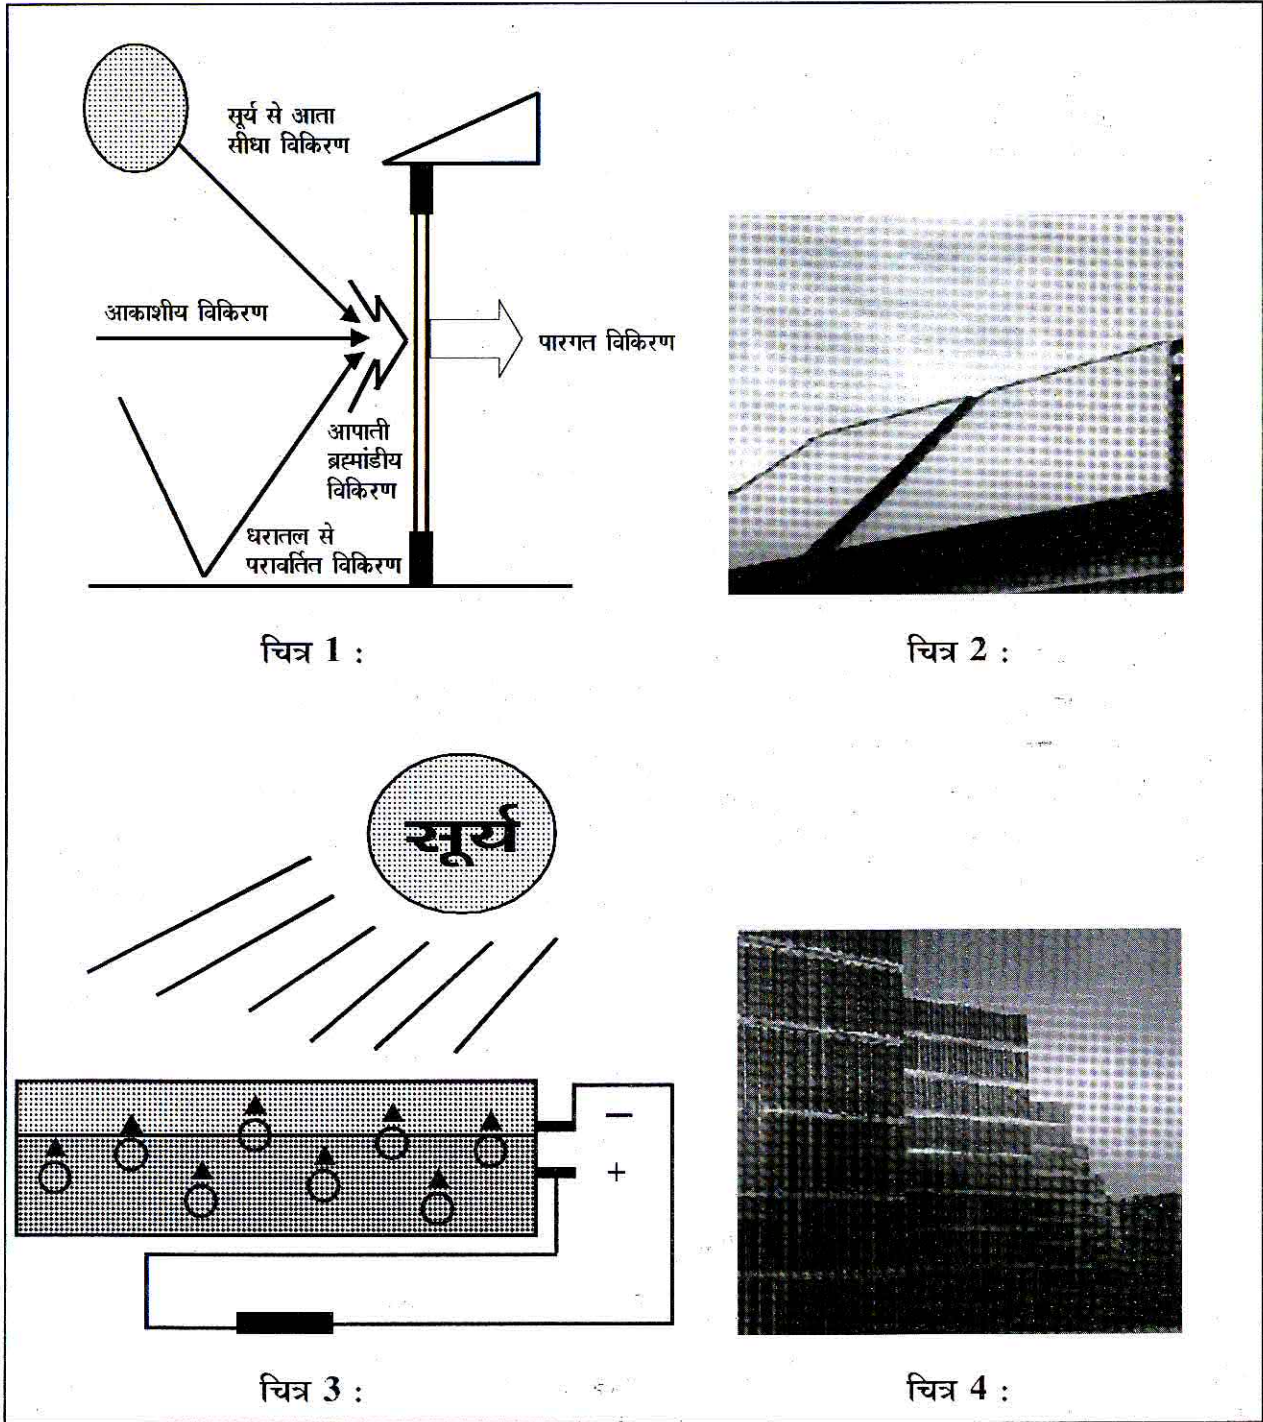 सूर्य से आता
सीधा विकिरण
आकाशीय विकिरण
पारगत विकिरण
आपाती
ब्रह्मांडीय
विकिरण
धरातल से
परावर्तित विकिरण
चित्र 1 :
चित्र 2 :
सूर्य
−
+
चित्र 3 :
चित्र 4 :